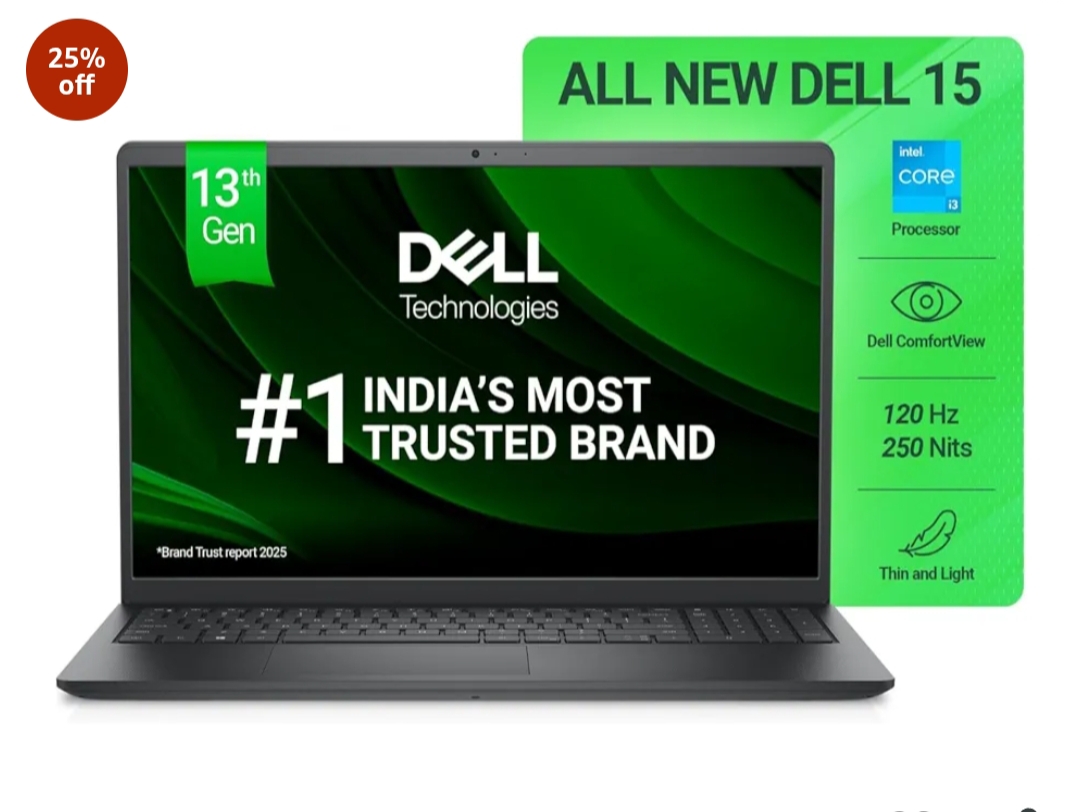 25%
off
ALL NEW DELL 15
13th
Gen
DELL
Technologies
#1 INDIA'S MOST
TRUSTED BRAND
*Brand Trust report 2025
intel.
CORE
i3
Processor
Dell ComfortView
120 Hz
250 Nits
Thin and Light